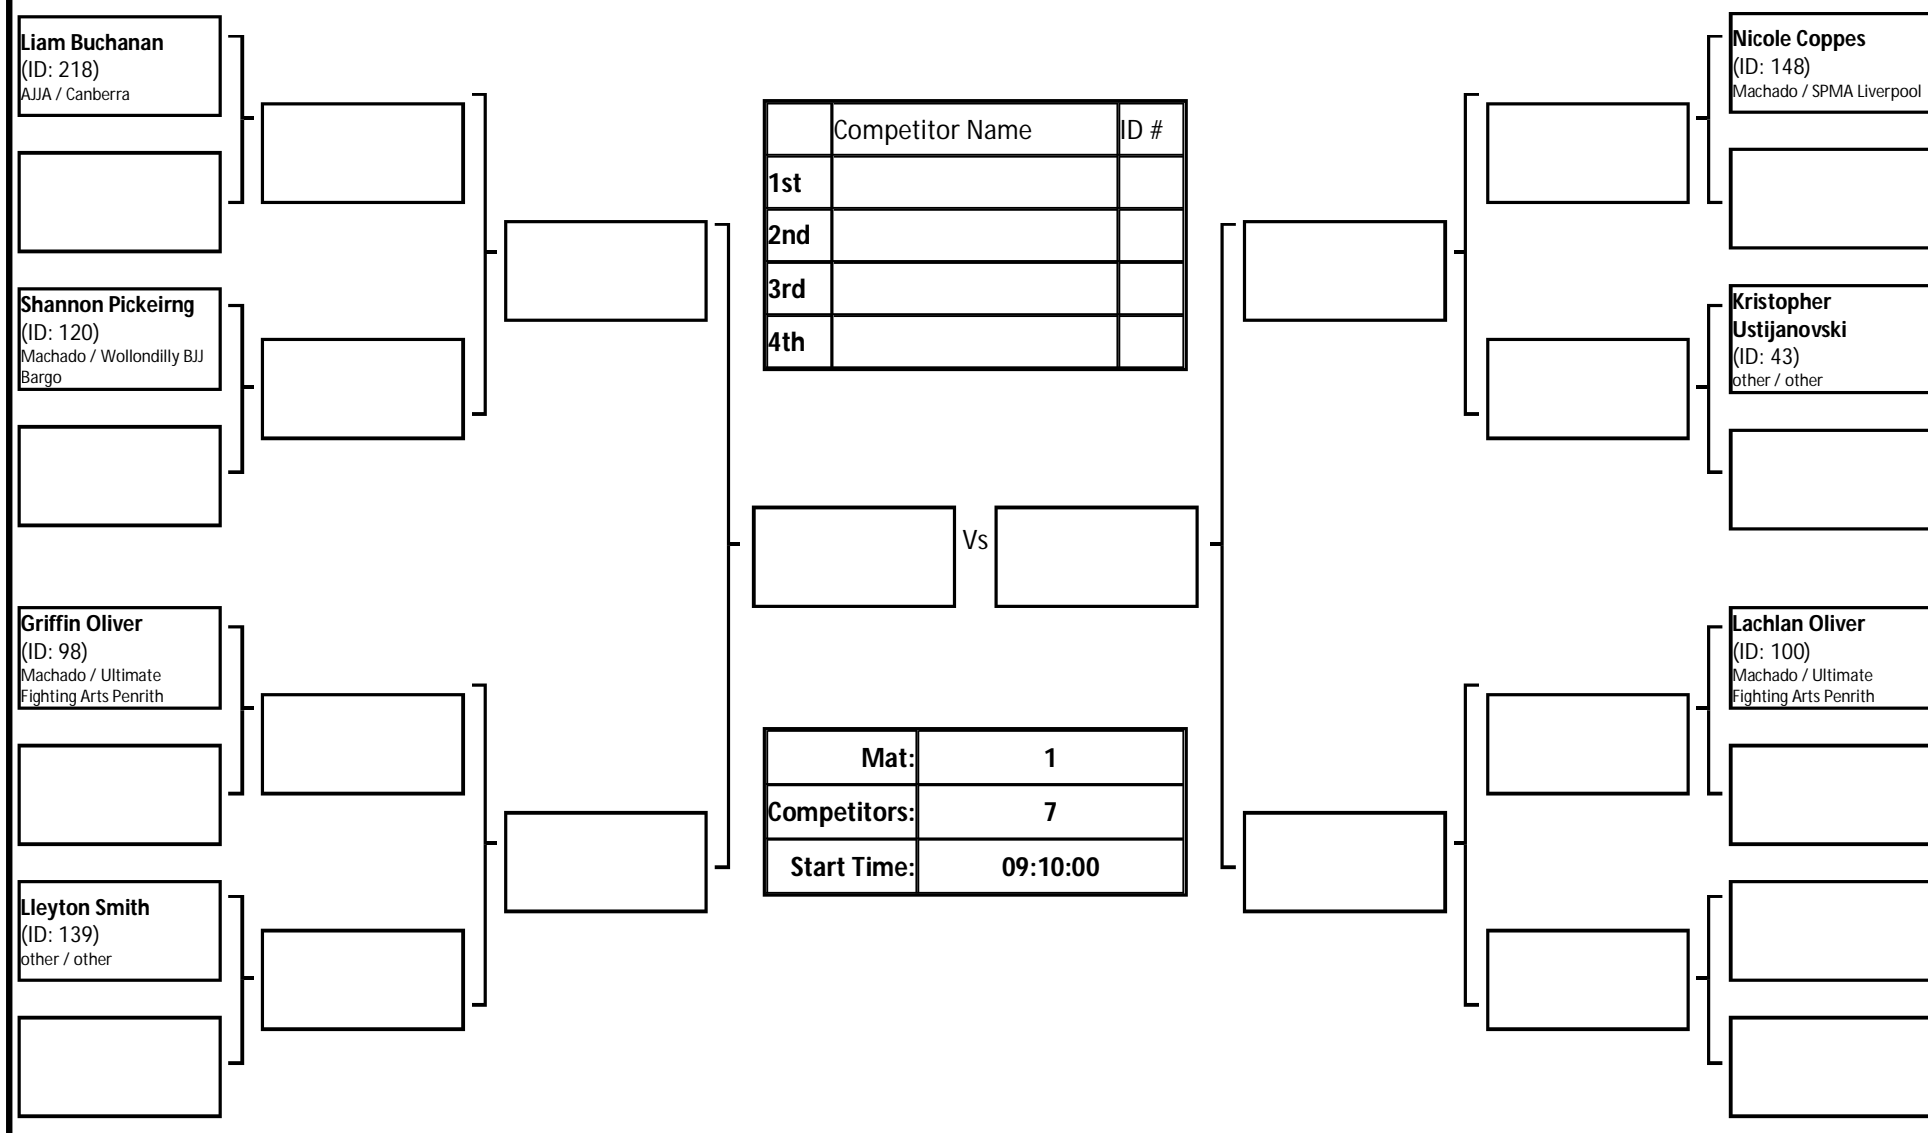 Liam Buchanan
(ID: 218)
AJJA / Canberra
Shannon Pickeirng
(ID: 120)
Machado / Wollondilly BJJ
Bargo
Griffin Oliver
(ID: 98)
Machado / Ultimate
Fighting Arts Penrith
Lleyton Smith
(ID: 139)
other / other
Competitor Name ID #
1st
2nd
3rd
4th
Vs
Mat: 1
Competitors: 7
Start Time: 09:10:00
Nicole Coppes
(ID: 148)
Machado / SPMA Liverpool
Kristopher
Ustijanovski
(ID: 43)
other / other
Lachlan Oliver
(ID: 100)
Machado / Ultimate
Fighting Arts Penrith